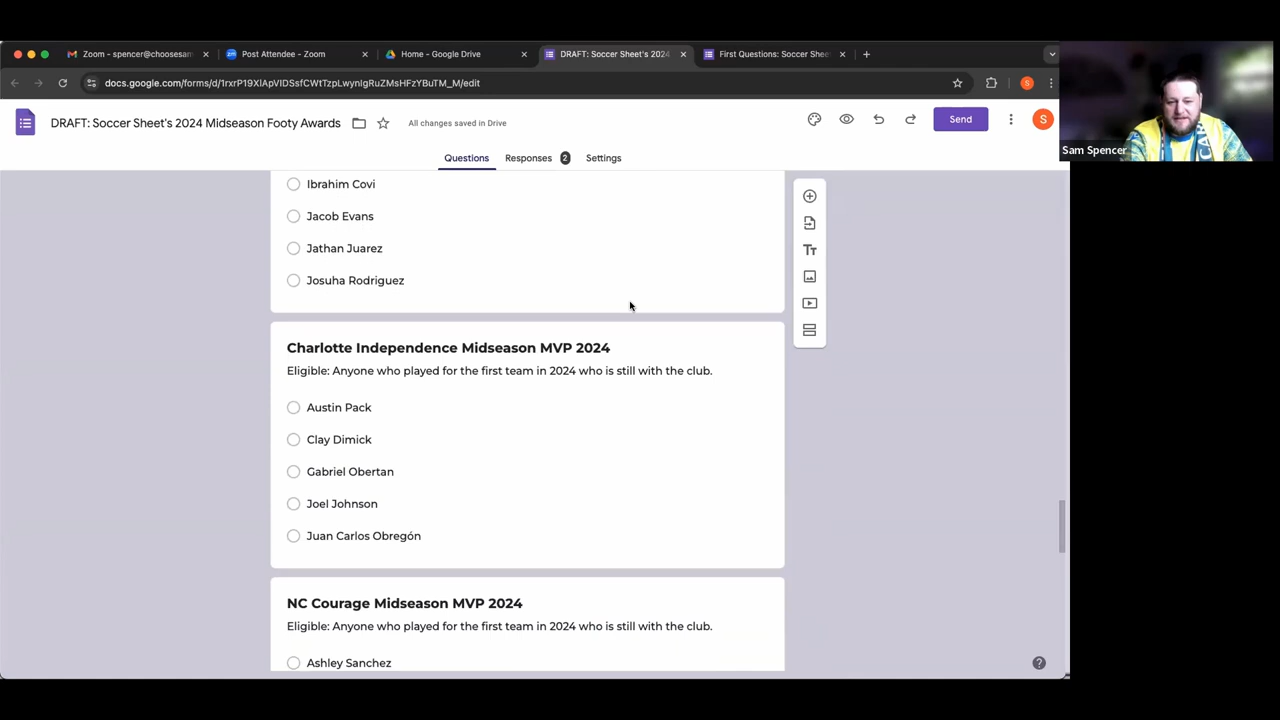 Zoom - spencer@choosesan
Post Attendee - Zoom
Home - Google Drive
DRAFT: Soccer Sheet's 2024
First Questions: Soccer Shee
docs.google.com/forms/d/1rxrP19XlApVIDSsfCWtTzpLwynIgRuZMsHFzYBuTM_M/edit
S
DRAFT: Soccer Sheet's 2024 Midseason Footy Awards
All changes saved in Drive
Send
S
Sam Spencer
Questions
Responses 2
Settings
Ibrahim Covi
Jacob Evans
Jathan Juarez
Josuha Rodriguez
Tт
Charlotte Independence Midseason MVP 2024
Eligible: Anyone who played for the first team in 2024 who is still with the club.
Austin Pack
Clay Dimick
Gabriel Obertan
Joel Johnson
Juan Carlos Obregón
NC Courage Midseason MVP 2024
Eligible: Anyone who played for the first team in 2024 who is still with the club.
Ashley Sanchez